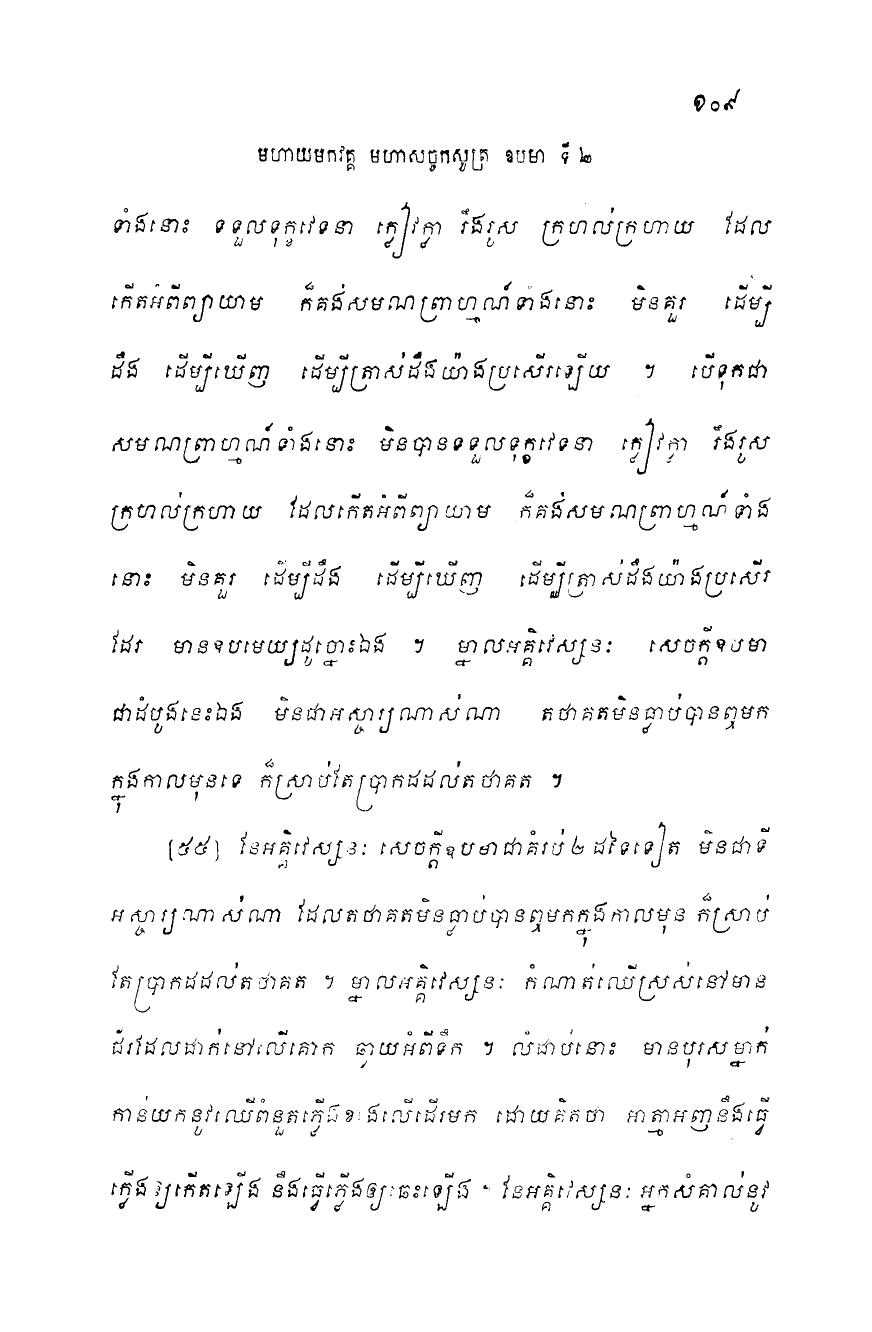 ១០៩
មហាយមកវគ្គ មហាសច្ចកសូត្រ ឧបមា ទី ២
ទាំងនោះ ទទួលទុក្ខវេទនា ក្លៀវក្លា រឹងរូស ក្រហល់ក្រហាយ ដែល
កើតអំពីព្យាយាម ក៏គង់សមណព្រាហ្មណ៍ទាំងនោះ មិនគួរ ដើម្បី
ដឹង ដើម្បីឃើញ ដើម្បីត្រាស់ដឹងយ៉ាងប្រសើរឡើយ ។ បើទុកជា
សមណព្រាហ្មណ៍ទាំងនោះ មិនបានទទួលទុក្ខវេទនា ក្លៀវក្លា រឹងរូស
ក្រហល់ក្រហាយ ដែលកើតអំពីព្យាយាម ក៏គង់សមណព្រាហ្មណ៍ទាំង
នោះ មិនគួរ ដើម្បីដឹង ដើម្បីឃើញ ដើម្បីត្រាស់ដឹងយ៉ាងប្រសើរ
ដែរ មានឧបមេយ្យដូច្នោះឯង ។ ម្នាលអគ្គិវេស្សនៈ សេចក្តីឧបមា
ជាដំបូងនេះឯង មិនជាអស្ចារ្យណាស់ណា តថាគតមិនធ្លាប់បានឮមក
ក្នុងកាលមុនទេ ក៏ស្រាប់តែប្រាកដដល់តថាគត ។
[៥៥] នែអគ្គិវេស្សនៈ សេចក្តីឧបមាជាគំរប់ ២ ដទៃទៀត មិនជាទី
អស្ចារ្យណាស់ណា ដែលតថាគតមិនធ្លាប់បានឮមកក្នុងកាលមុន ក៏ស្រាប់
តែប្រាកដដល់តថាគត ។ ម្នាលអគ្គិវេស្សនៈ កំណាត់ឈើស្រស់នៅមាន
ជ័រដែលដាក់នៅលើគោក ឆ្ងាយអំពីទឹក ។ លំដាប់នោះ មានបុរសម្នាក់
កាន់យកនូវឈើពំនួតភ្លើងខាងលើដើរមក ដោយគិតថា អាត្មាអញនឹងធ្វើ
ភ្លើងឲ្យកើតឡើង នឹងធ្វើភ្លើងឲ្យឆេះឡើង ។ នែអគ្គិវេស្សនៈ អ្នកសំគាល់នូវ